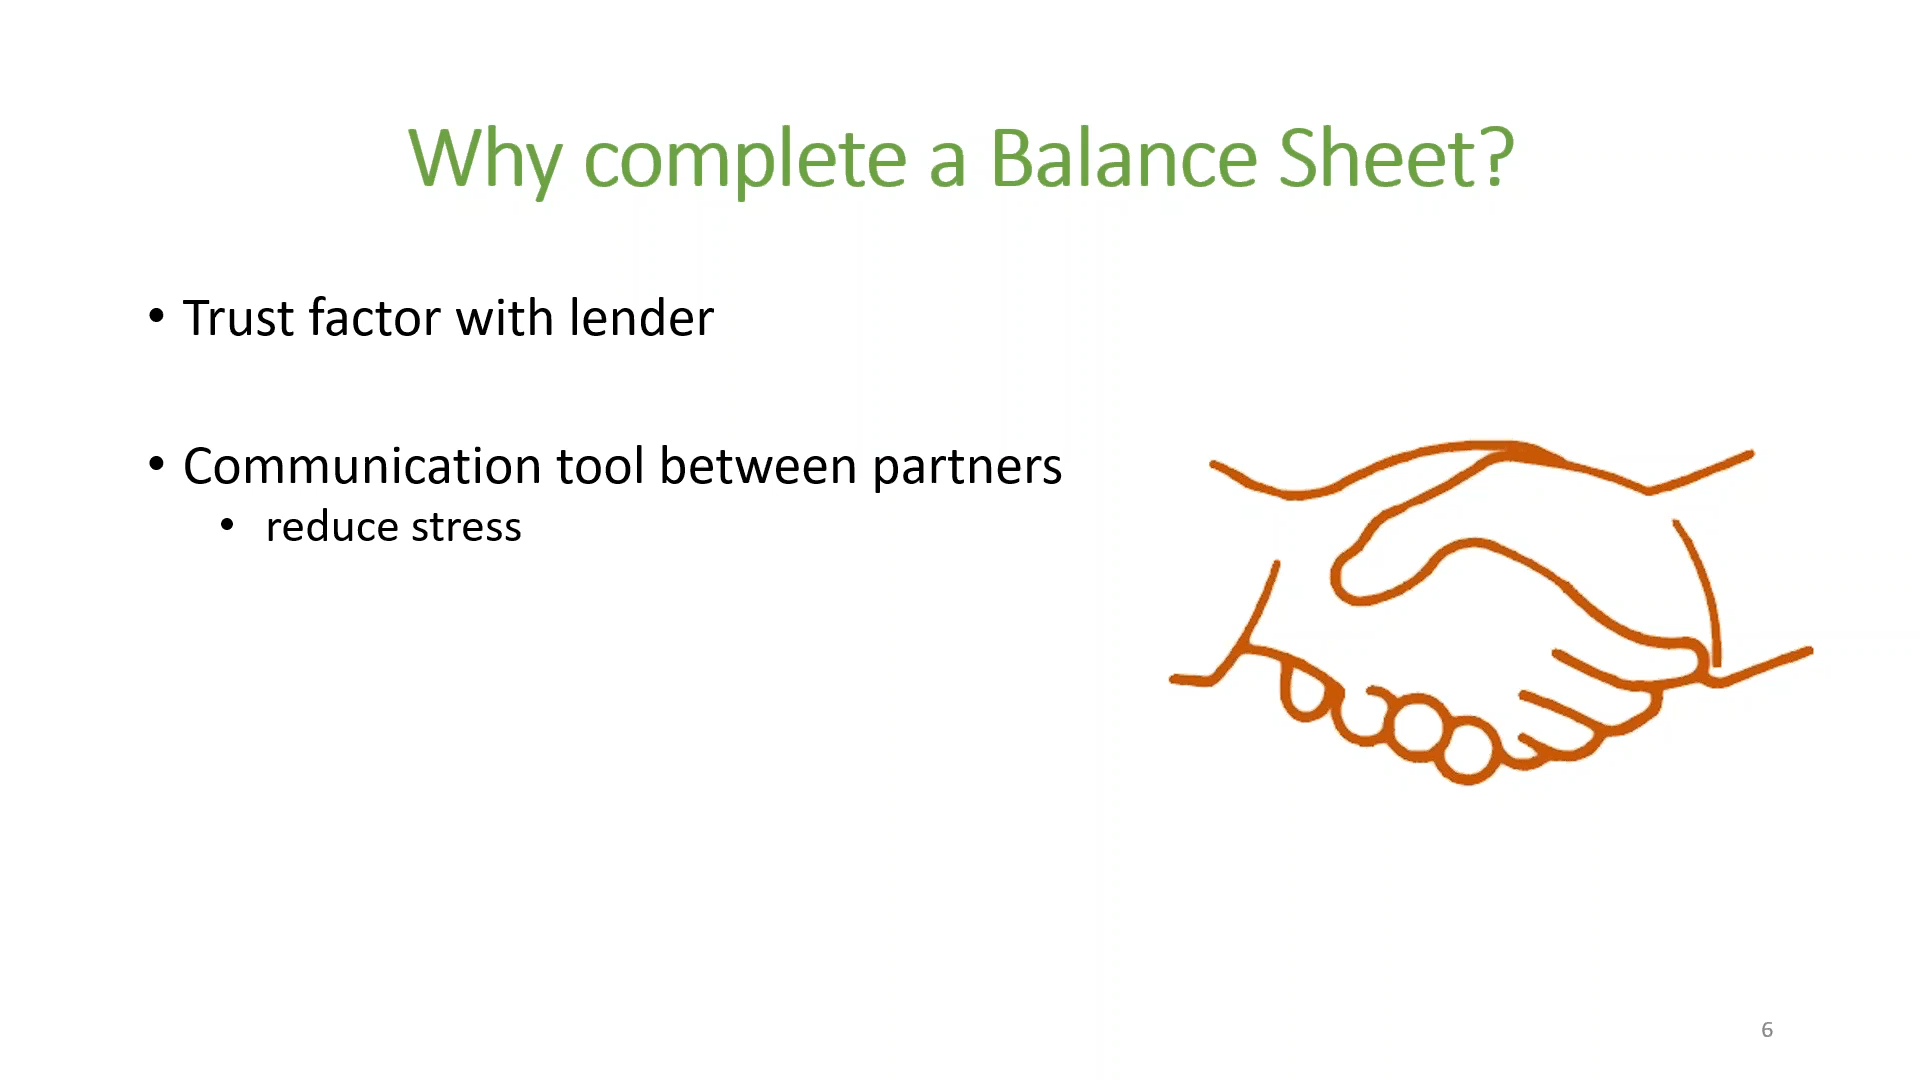 Why complete a Balance Sheet?
• Trust factor with lender
• Communication tool between partners
• reduce stress
6